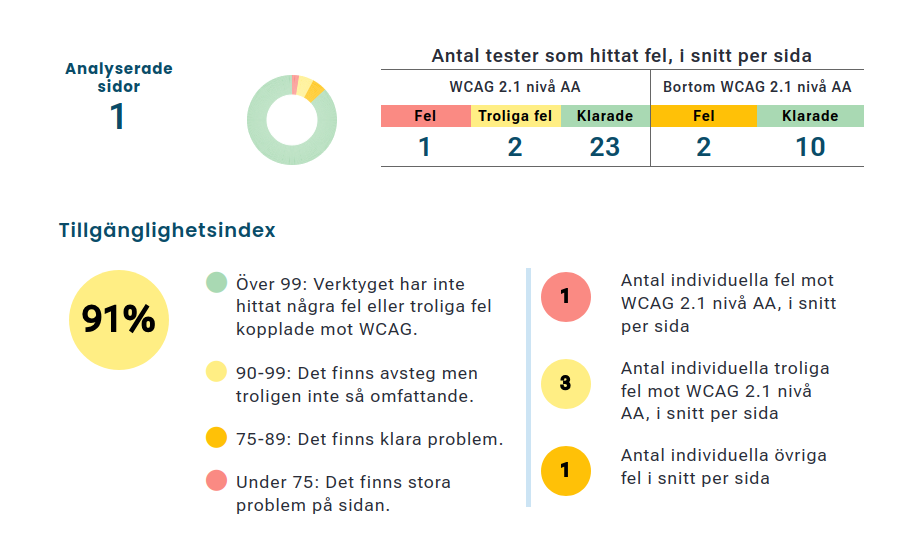 Analyserade
sidor
1
Antal tester som hittat fel, i snitt per sida
WCAG 2.1 nivå AA
Bortom WCAG 2.1 nivå AA
Fel
Troliga fel
Klarade
Fel
Klarade
1
2
23
2
10
Tillgänglighetsindex
91%
Över 99: Verktyget har inte
hittat några fel eller troliga fel
kopplade mot WCAG.
90-99: Det finns avsteg men
troligen inte så omfattande.
75-89: Det finns klara problem.
Under 75: Det finns stora
problem på sidan.
1
Antal individuella fel mot
WCAG 2.1 nivå AA, i snitt
per sida
3
Antal individuella troliga
fel mot WCAG 2.1 nivå
AA, i snitt per sida
1
Antal individuella övriga
fel i snitt per sida